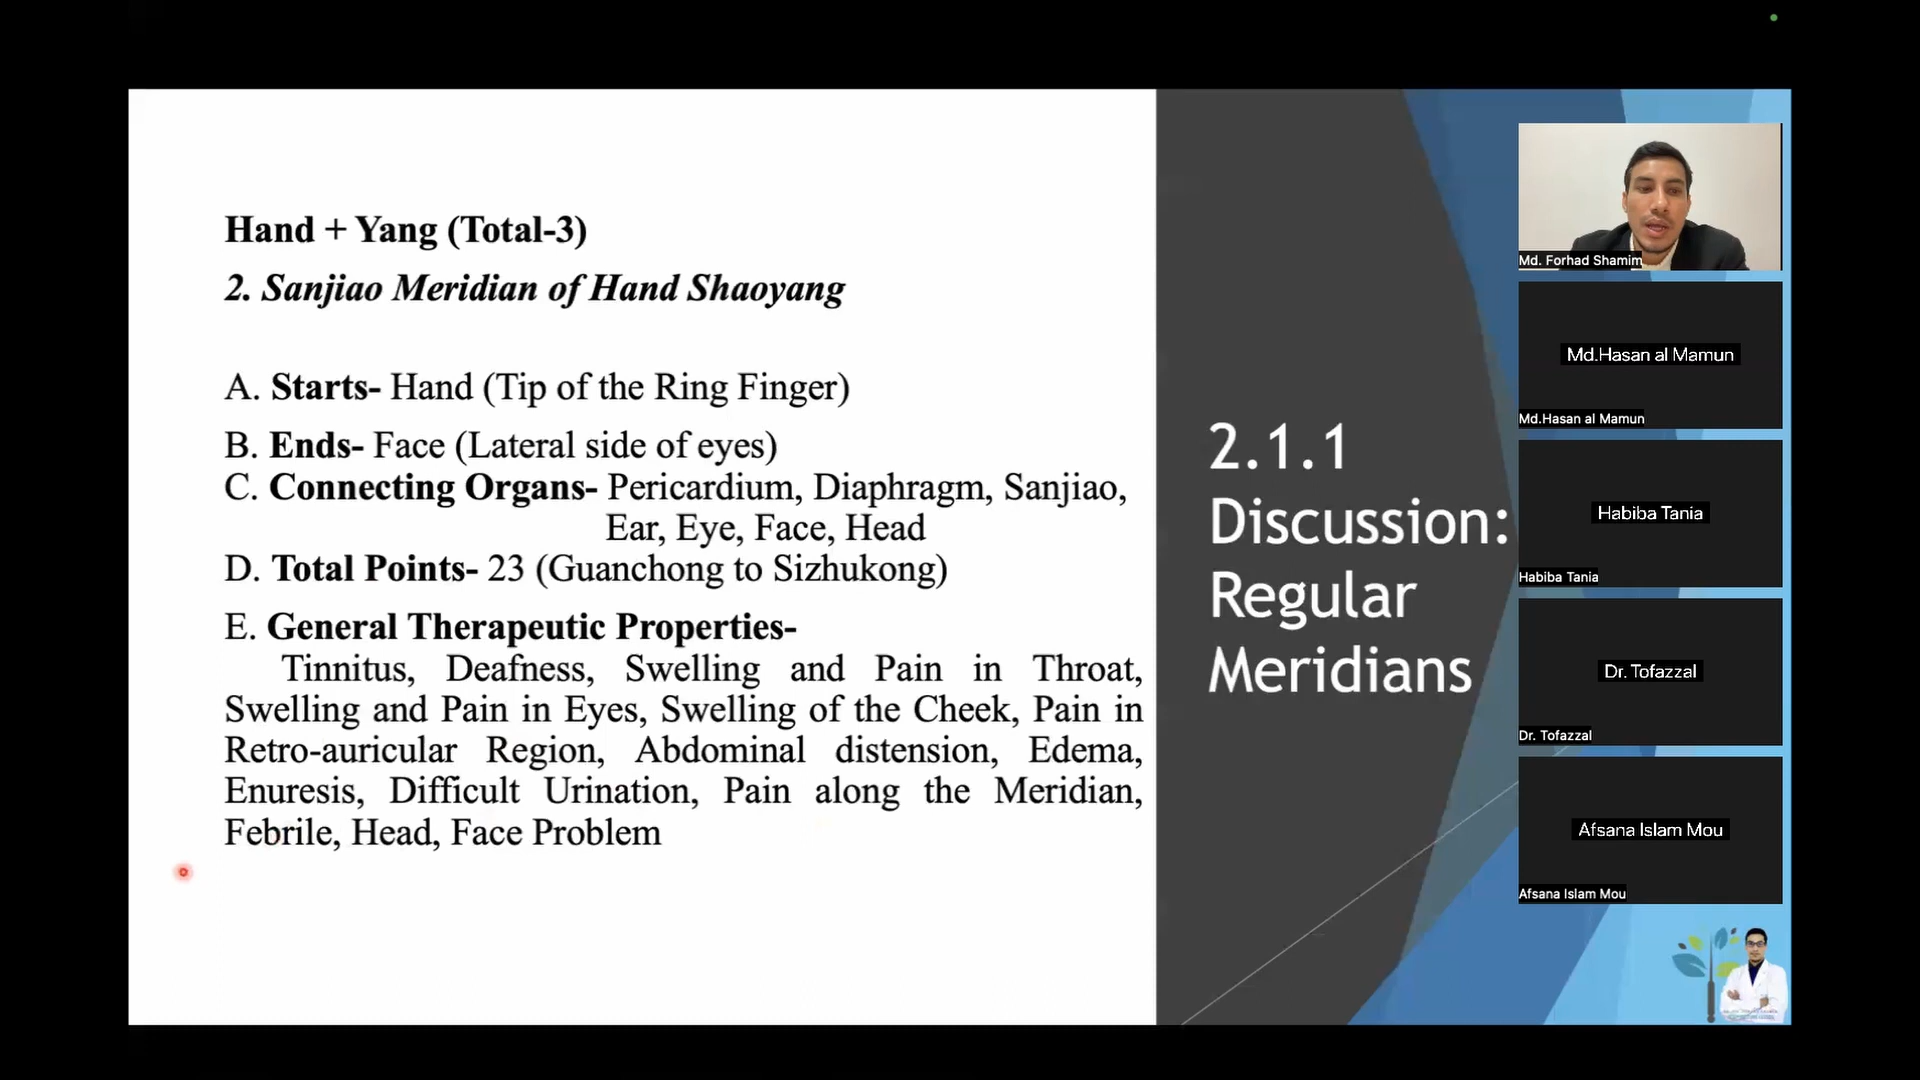 Hand + Yang (Total-3)
2. Sanjiao Meridian of Hand Shaoyang
A. Starts- Hand (Tip of the Ring Finger)
B. Ends- Face (Lateral side of eyes)
C. Connecting Organs- Pericardium, Diaphragm, Sanjiao,
Ear, Eye, Face, Head
D. Total Points- 23 (Guanchong to Sizhukong)
E. General Therapeutic Properties-
Tinnitus, Deafness, Swelling and Pain in Throat,
Swelling and Pain in Eyes, Swelling of the Cheek, Pain in
Retro-auricular Region, Abdominal distension, Edema,
Enuresis, Difficult Urination, Pain along the Meridian,
Febrile, Head, Face Problem
2.1.1
Discussion:
Regular
Meridians
Md. Forhad Shamim
Md.Hasan al Mamun
Md.Hasan al Mamun
Habiba Tania
Habiba Tania
Dr. Tofazzal
Dr. Tofazzal
Afsana Islam Mou
Afsana Islam Mou